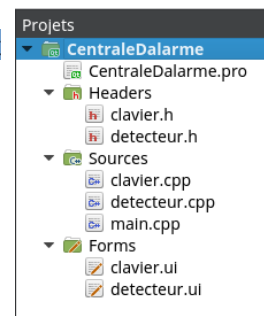 Projets
CentraleDalarme
CentraleDalarme.pro
Headers
clavier.h
detecteur.h
Sources
clavier.cpp
detecteur.cpp
main.cpp
Forms
clavier.ui
detecteur.ui